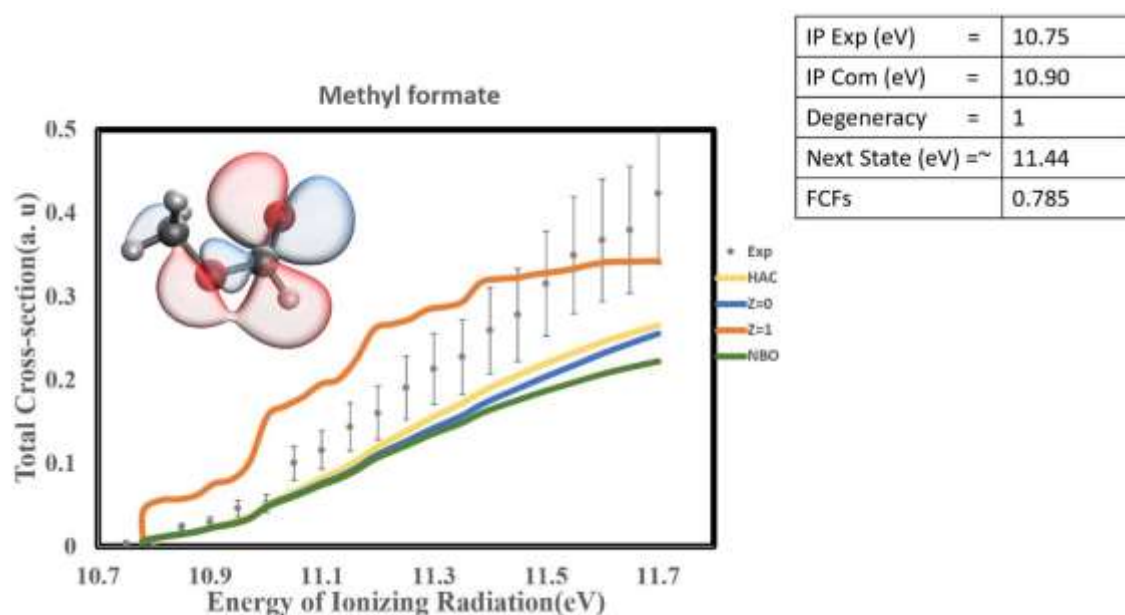 IP Exp (eV) = 10.75
IP Com (eV) = 10.90
Degeneracy = 1
Next State (eV) =~ 11.44
FCFs 0.785
Methyl formate
Total Cross-section(a. u)
0.5
0.4
0.3
0.2
0.1
0
10.7 10.9 11.1 11.3 11.5 11.7
Energy of Ionizing Radiation(eV)
Exp
HAC
Z=0
Z=1
NBO